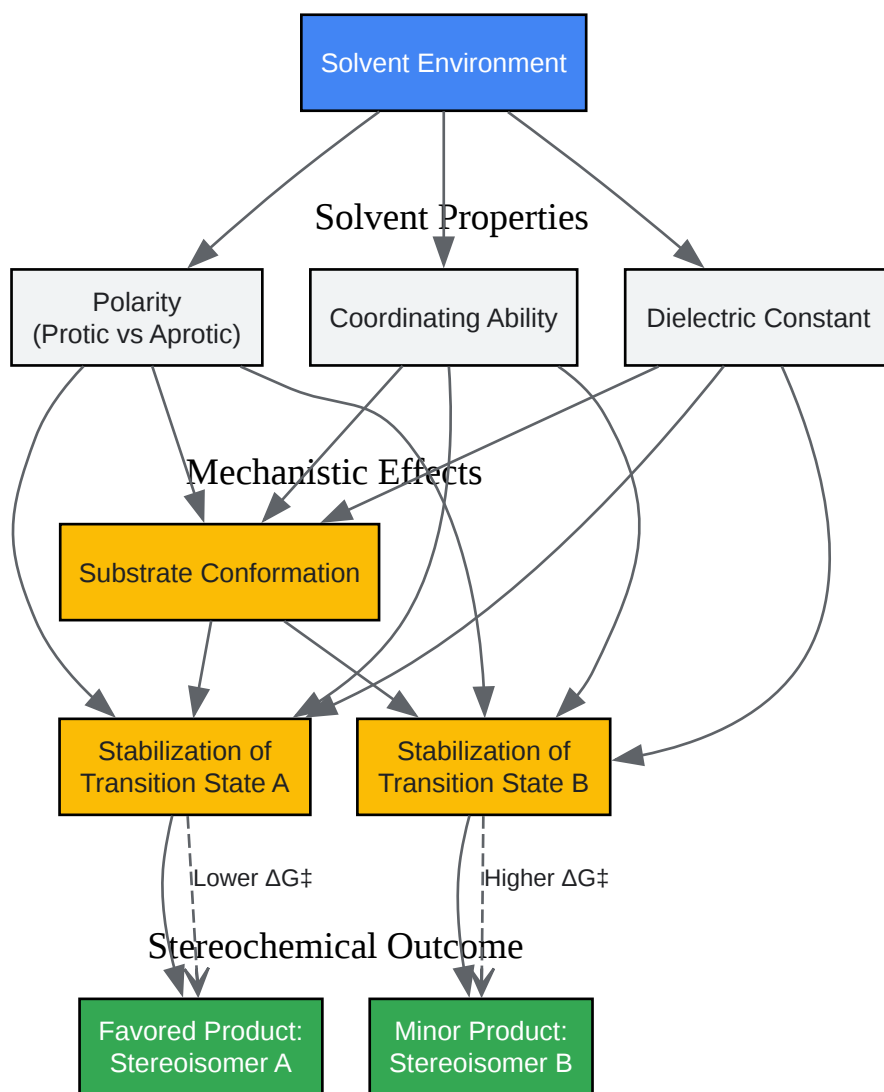 Solvent Environment
Solvent Properties
Polarity
(Protic vs Aprotic)
Coordinating Ability
Dielectric Constant
Mechanistic Effects
Substrate Conformation
Stabilization of
Transition State A
Stabilization of
Transition State B
Lower ΔG‡
Higher ΔG‡
Stereochemical Outcome
Favored Product:
Stereoisomer A
Minor Product:
Stereoisomer B